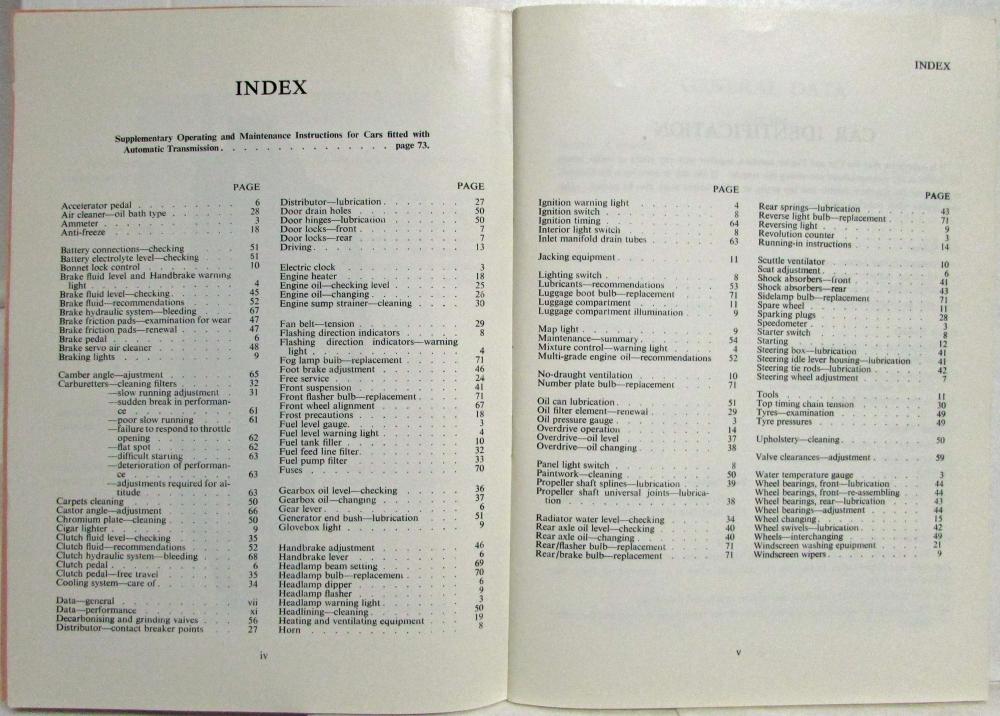 INDEX
Supplementary Operating and Maintenance Instructions for Cars fitted with
Automatic Transmission . . . . . . . . . . . . . page 73.
PAGE
Accelerator pedal 6
Air cleaner—oil bath type 28
Ammeter 3
Anti-freeze 18
Battery connections—checking 51
Battery electrolyte level—checking 51
Bonnet lock control 10
Brake fluid level and Handbrake warning
light 4
Brake fluid level—checking 45
Brake fluid—recommendations 52
Brake hydraulic system—bleeding 67
Brake friction pads—examination for wear 47
Brake friction pads—renewal 47
Brake pedal 6
Brake servo air cleaner 48
Braking lights 9
Camber angle—ajustment 65
Carburetters—cleaning filters 32
—slow running adjustment 31
—sudden break in performan-
ce 61
—poor slow running 61
—failure to respond to throttle
opening 62
—flat spot 62
—difficult starting 63
—deterioration of performan-
ce 63
—adjustments required for al-
titude 63
Carpets cleaning 50
Castor angle—adjustment 66
Chromium plate—cleaning 50
Cigar lighter 9
Clutch fluid level—checking 35
Clutch fluid—recommendations 52
Clutch hydraulic system—bleeding 68
Clutch pedal 6
Clutch pedal—free travel 35
Cooling system—care of 34
Data—general vii
Data—performance xi
Decarbonising and grinding valves 56
Distributor—contact breaker points 27
PAGE
Distributor—lubrication 27
Door drain holes 50
Door hinges—lubrication 50
Door locks—front 7
Door locks—rear 7
Driving 13
Electric clock 3
Engine heater 18
Engine oil—checking level 25
Engine oil—changing 26
Engine sump strainer—cleaning 30
Fan belt—tension 29
Flashing direction indicators 8
Flashing direction indicators—warning
light 4
Fog lamp bulb—replacement 71
Foot brake adjustment 46
Free service 24
Front suspension 41
Front flasher bulb—replacement 71
Front wheel alignment 67
Frost precautions 18
Fuel level gauge 3
Fuel level warning light 4
Fuel tank filler 10
Fuel feed line filter 32
Fuel pump filter 33
Fuses 70
Gearbox oil level—checking 36
Gearbox oil—changing 37
Gear lever 6
Generator end bush—lubrication 51
Glovebox light 9
Handbrake adjustment 46
Handbrake lever 6
Headlamp beam setting 69
Headlamp bulb—replacement 70
Headlamp dipper 6
Headlamp flasher 9
Headlamp warning light 3
Headlining—cleaning 50
Heating and ventilating equipment 19
Horn 8
iv
INDEX
PAGE
Ignition warning light 4
Ignition switch 8
Ignition timing 64
Interior light switch 8
Inlet manifold drain tubes 63
Jacking equipment 11
Lighting switch 8
Lubricants—recommendations 53
Luggage boot bulb—replacement 71
Luggage compartment 11
Luggage compartment illumination 9
Map light 9
Maintenance—summary 54
Mixture control—warning light 4
Multi-grade engine oil—recommendations 52
No-draught ventilation 10
Number plate bulb—replacement 71
Oil can lubrication 51
Oil filter element—renewal 29
Oil pressure gauge 3
Overdrive operation 14
Overdrive—oil level 37
Overdrive—oil changing 38
Panel light switch 8
Paintwork—cleaning 50
Propeller shaft splines—lubrication 39
Propeller shaft universal joints—lubrica-
tion 38
Radiator water level—checking 34
Rear axle oil level—checking 40
Rear axle oil—changing 40
Rear/flasher bulb—replacement 71
Rear/brake bulb—replacement 71
PAGE
Rear springs—lubrication 43
Reverse light bulb—replacement 71
Reversing light 9
Revolution counter 3
Running-in instructions 14
Scuttle ventilator 10
Seat adjustment 6
Shock absorbers—front 41
Shock absorbers—rear 43
Sidelamp bulb—replacement 71
Spare wheel 11
Sparking plugs 28
Speedometer 3
Starter switch 8
Starting 12
Steering box—lubrication 41
Steering idle lever housing—lubrication 41
Steering tie rods—lubrication 42
Steering wheel adjustment 7
Tools 11
Top timing chain tension 30
Tyres—examination 49
Tyre pressures 49
Upholstery—cleaning 50
Valve clearances—adjustment 59
Water temperature gauge 3
Wheel bearings, front—lubrication 44
Wheel bearings, front—re-assembling 44
Wheel bearings, rear—lubrication 43
Wheel bearings—adjustment 44
Wheel changing 15
Wheel swivels—lubrication 42
Wheels—interchanging 49
Windscreen washing equipment 21
Windscreen wipers 9
v